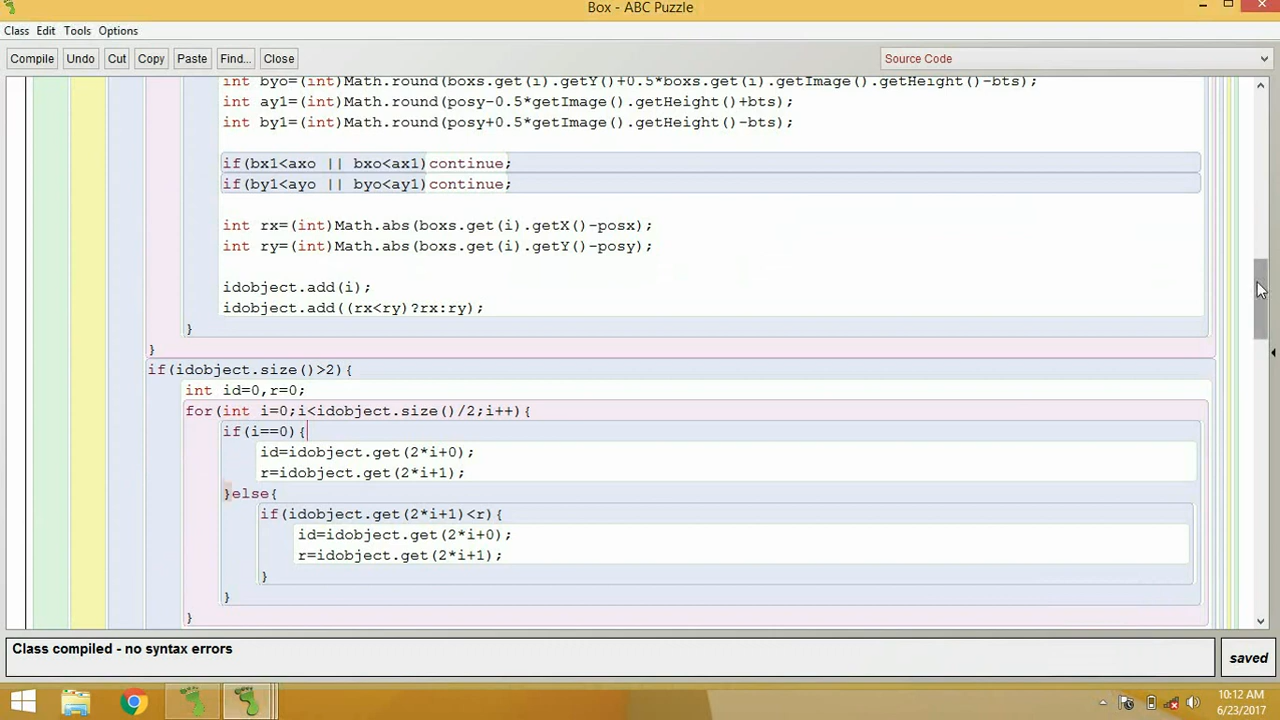 Box - ABC Puzzle
Class Edit Tools Options
Compile Undo Cut Copy Paste Find... Close Source Code
int byo=(int)Math.round(boxs.get(i).getY()+0.5*boxs.get(i).getImage().getHeight()-bts);
int ay1=(int)Math.round(posy-0.5*getImage().getHeight()+bts);
int by1=(int)Math.round(posy+0.5*getImage().getHeight()-bts);
if(bx1<axo || bxo<ax1)continue;
if(by1<ayo || byo<ay1)continue;
int rx=(int)Math.abs(boxs.get(i).getX()-posx);
int ry=(int)Math.abs(boxs.get(i).getY()-posy);
idobject.add(i);
idobject.add((rx<ry)?rx:ry);
}
}
if(idobject.size()>2){
int id=0,r=0;
for(int i=0;i<idobject.size()/2;i++){
if(i==0){
id=idobject.get(2*i+0);
r=idobject.get(2*i+1);
}else{
if(idobject.get(2*i+1)<r){
id=idobject.get(2*i+0);
r=idobject.get(2*i+1);
}
}
}
Class compiled - no syntax errors
saved
10:12 AM
6/23/2017